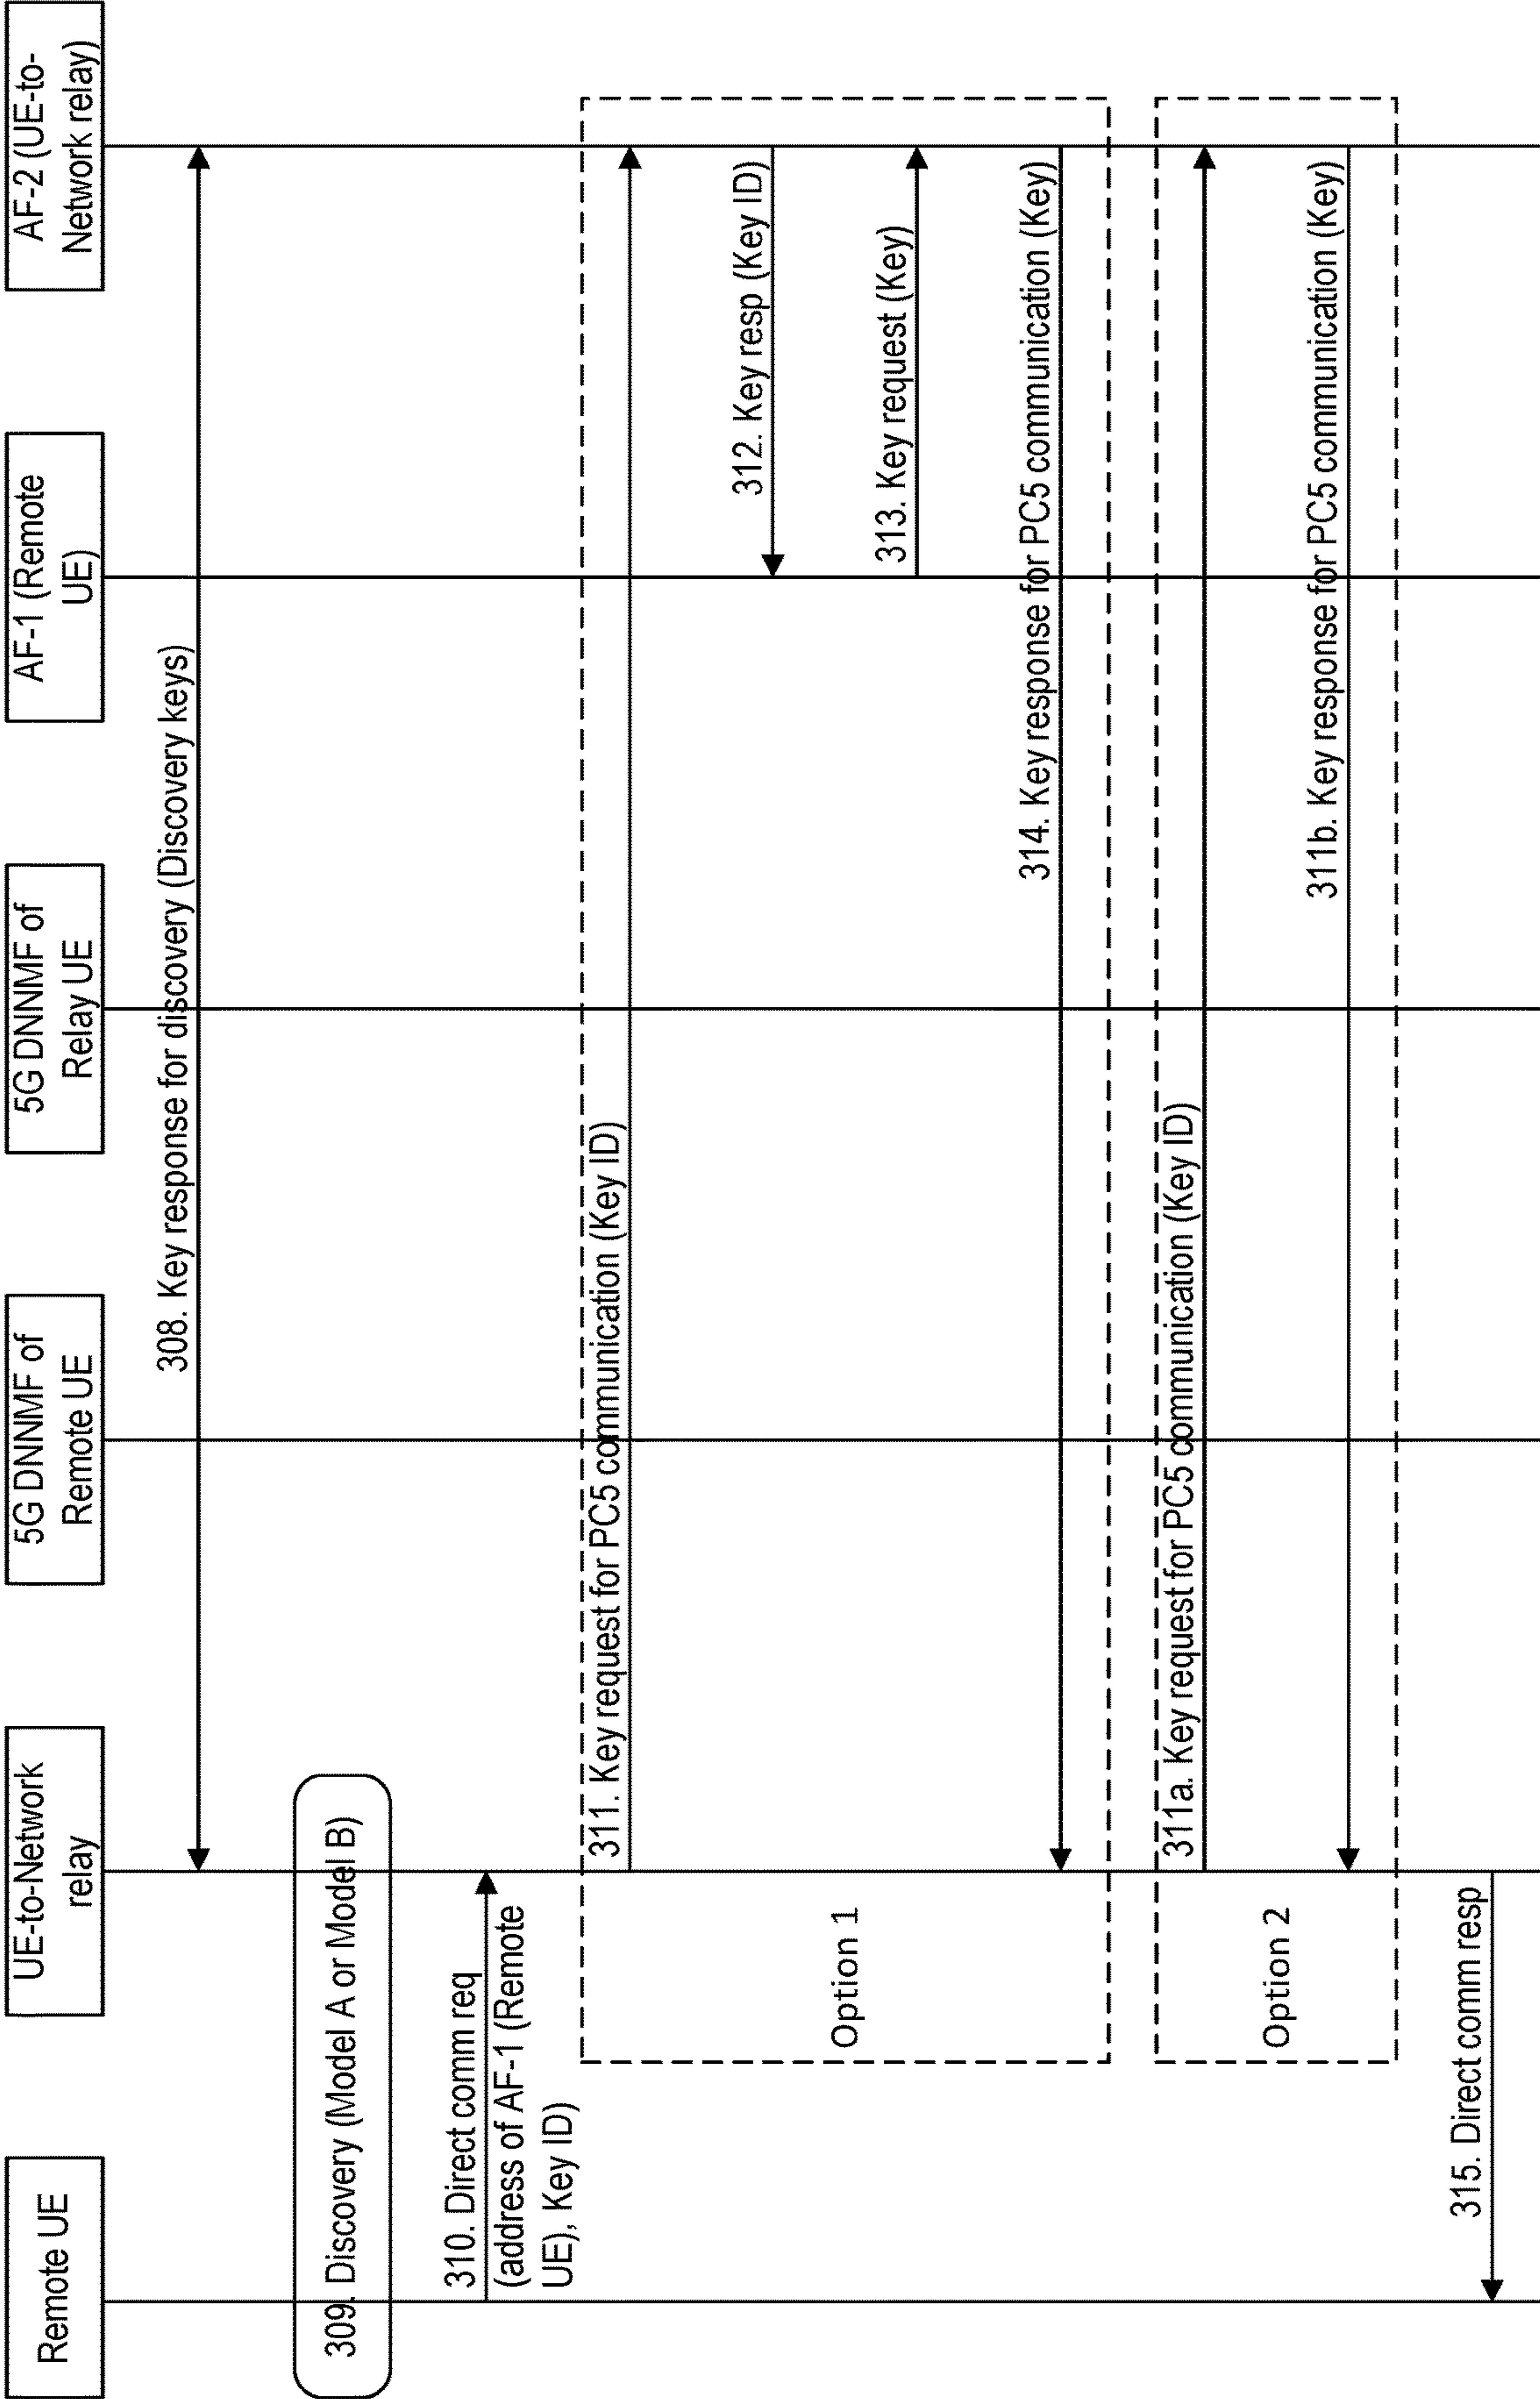 Remote UE
UE-to-Network
relay
5G DNNMF of
Remote UE
5G DNNMF of
Relay UE
AF-1 (Remote
UE)
AF-2 (UE-to-
Network relay)
308. Key response for discovery (Discovery keys)
309. Discovery (Model A or Model B)
310. Direct comm req
(address of AF-1 (Remote
UE), Key ID)
311. Key request for PC5 communication (Key ID)
312. Key resp (Key ID)
313. Key request (Key)
Option 1
314. Key response for PC5 communication (Key)
311a. Key request for PC5 communication (Key ID)
Option 2
311b. Key response for PC5 communication (Key)
315. Direct comm resp